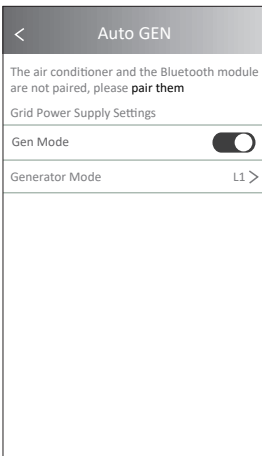 Auto GEN
The air conditioner and the Bluetooth module
are not paired, please pair them
Grid Power Supply Settings
Gen Mode
Generator Mode L1 >